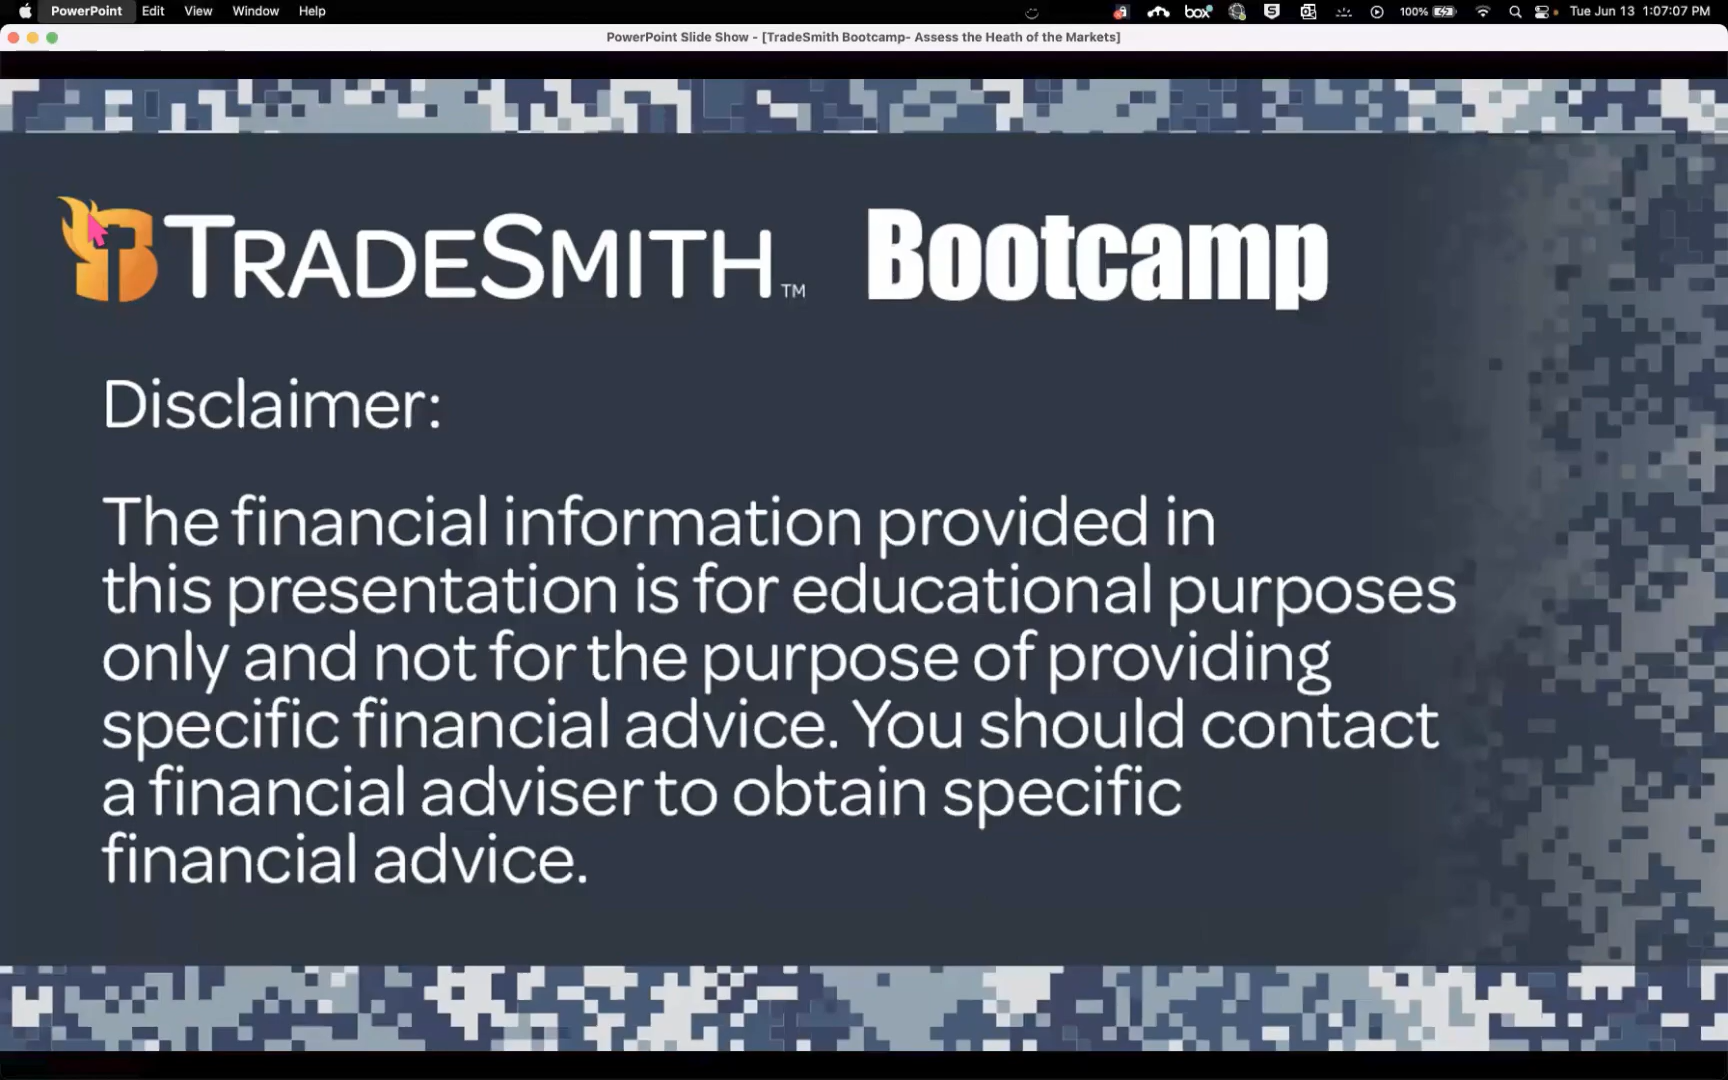 PowerPoint Edit View Window Help
box
100%
Tue Jun 13 1:07:07 PM
PowerPoint Slide Show - [TradeSmith Bootcamp- Assess the Heath of the Markets]
TRADESMITH™ Bootcamp
Disclaimer:
The financial information provided in
this presentation is for educational purposes
only and not for the purpose of providing
specific financial advice. You should contact
a financial adviser to obtain specific
financial advice.